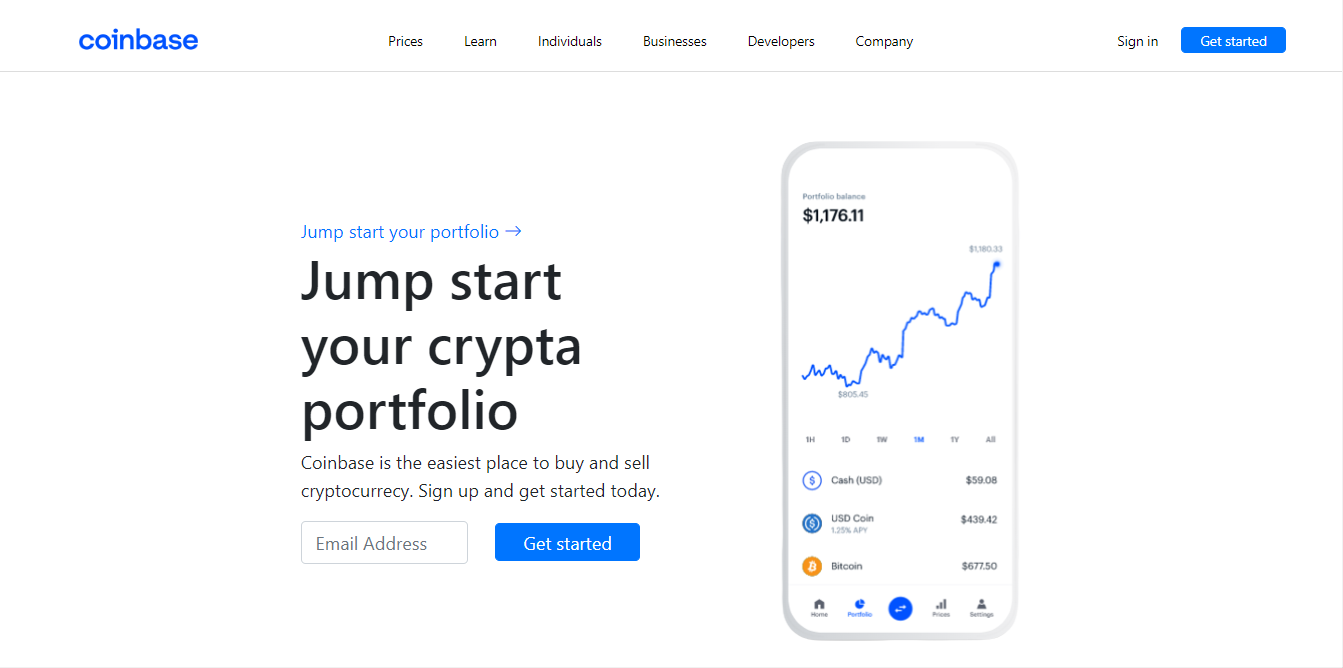 coinbase
Prices Learn Individuals Businesses Developers Company
Sign in Get started
Jump start your portfolio →
Jump start
your crypta
portfolio
Coinbase is the easiest place to buy and sell
cryptocurrecy. Sign up and get started today.
Email Address Get started
Portfolio balance
$1,176.11
$1,180.33
$805.45
1H 1D 1W 1M 1Y All
Cash (USD) $59.08
USD Coin $439.42
1.25% APY
Bitcoin $677.50
Home Portfolio Prices Settings